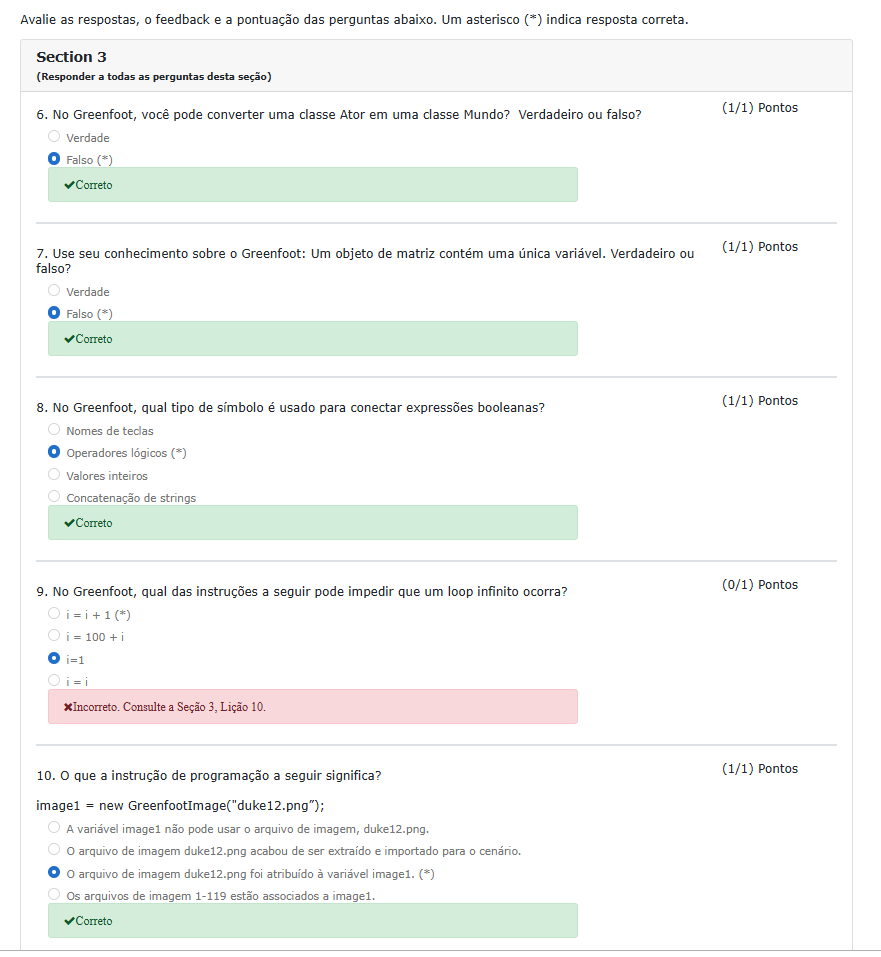 Avalie as respostas, o feedback e a pontuação das perguntas abaixo. Um asterisco (*) indica resposta correta.
Section 3
(Responder a todas as perguntas desta seção)
6. No Greenfoot, você pode converter uma classe Ator em uma classe Mundo?  Verdadeiro ou falso?
(1/1) Pontos
Verdade
Falso (*)
✔Correto
7. Use seu conhecimento sobre o Greenfoot: Um objeto de matriz contém uma única variável. Verdadeiro ou
falso?
(1/1) Pontos
Verdade
Falso (*)
✔Correto
8. No Greenfoot, qual tipo de símbolo é usado para conectar expressões booleanas?
(1/1) Pontos
Nomes de teclas
Operadores lógicos (*)
Valores inteiros
Concatenação de strings
✔Correto
9. No Greenfoot, qual das instruções a seguir pode impedir que um loop infinito ocorra?
(0/1) Pontos
i = i + 1 (*)
i = 100 + i
i=1
i = i
✖Incorreto. Consulte a Seção 3, Lição 10.
10. O que a instrução de programação a seguir significa?
(1/1) Pontos
image1 = new GreenfootImage("duke12.png”);
A variável image1 não pode usar o arquivo de imagem, duke12.png.
O arquivo de imagem duke12.png acabou de ser extraído e importado para o cenário.
O arquivo de imagem duke12.png foi atribuído à variável image1. (*)
Os arquivos de imagem 1-119 estão associados a image1.
✔Correto